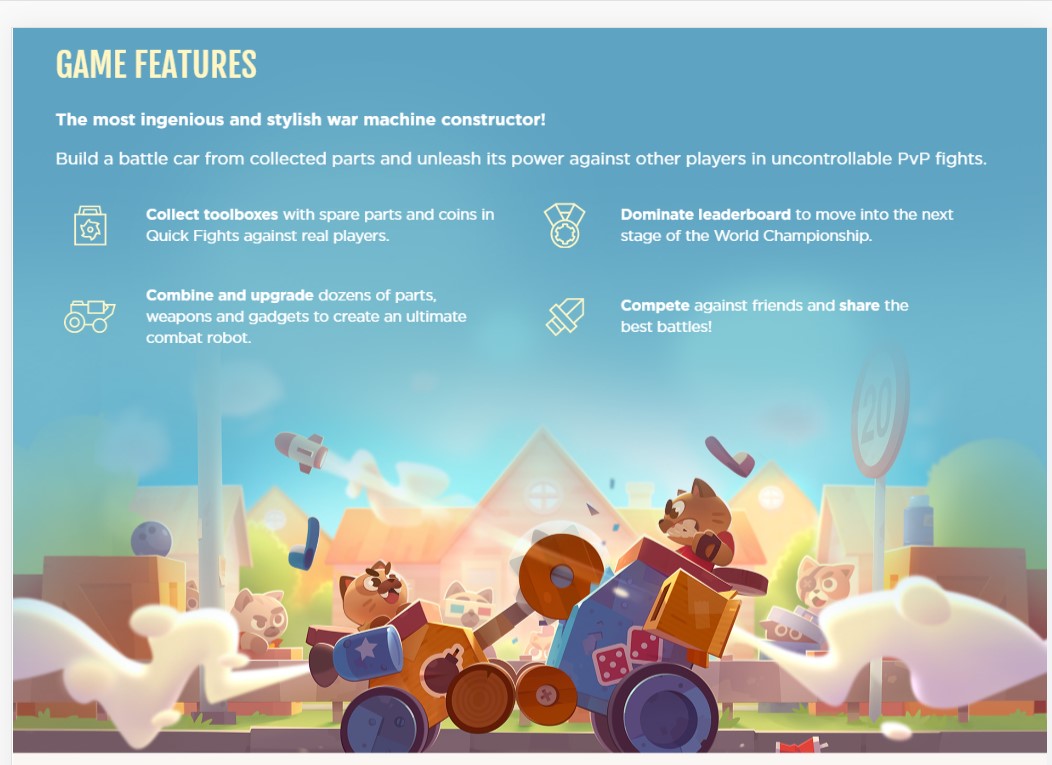 GAME FEATURES
The most ingenious and stylish war machine constructor!
Build a battle car from collected parts and unleash its power against other players in uncontrollable PvP fights.
Collect toolboxes with spare parts and coins in
Quick Fights against real players.
Dominate leaderboard to move into the next
stage of the World Championship.
Combine and upgrade dozens of parts,
weapons and gadgets to create an ultimate
combat robot.
Compete against friends and share the
best battles!
20